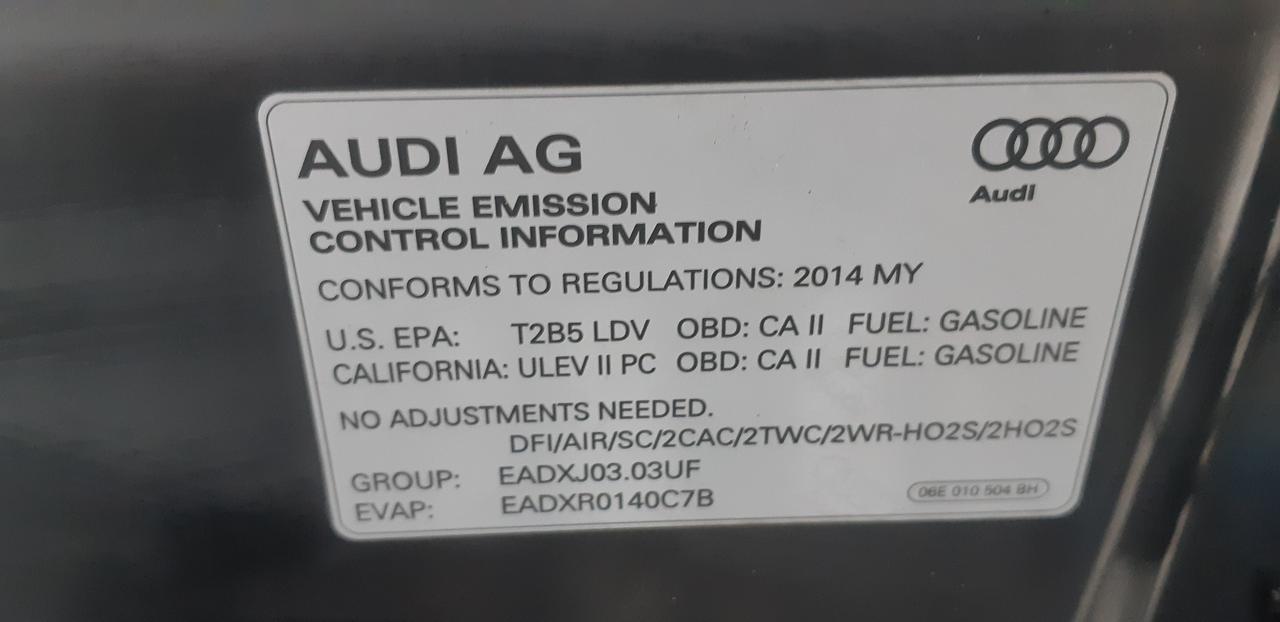 AUDI AG
Audi
VEHICLE EMISSION
CONTROL INFORMATION
CONFORMS TO REGULATIONS: 2014 MY
U.S. EPA: T2B5 LDV OBD: CA II FUEL: GASOLINE
CALIFORNIA: ULEV II PC OBD: CA II FUEL: GASOLINE
NO ADJUSTMENTS NEEDED.
DFI/AIR/SC/2CAC/2TWC/2WR-HO2S/2HO2S
GROUP: EADXJ03.03UF
EVAP: EADXR0140C7B
06E 010 504 BH